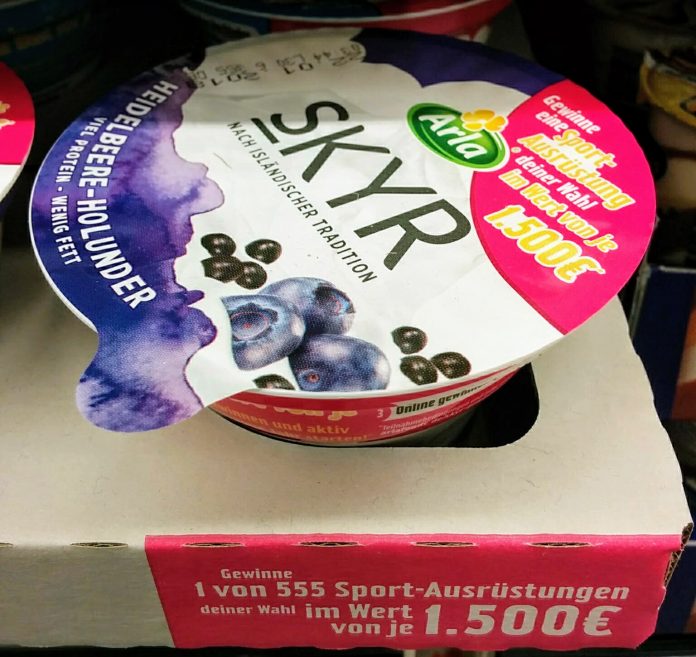 SKYR
NACH ISLÄNDISCHER TRADITION
HEIDELBEERE-HOLUNDER
VIEL PROTEIN - WENIG FETT
Arla
Gewinne
eine Sport-
Ausrüstung
deiner Wahl
im Wert von je
1.500€
und aktiv
3 Online
Gewinne
1 von 555 Sport-Ausrüstungen
deiner Wahl im Wert
von je 1.500€